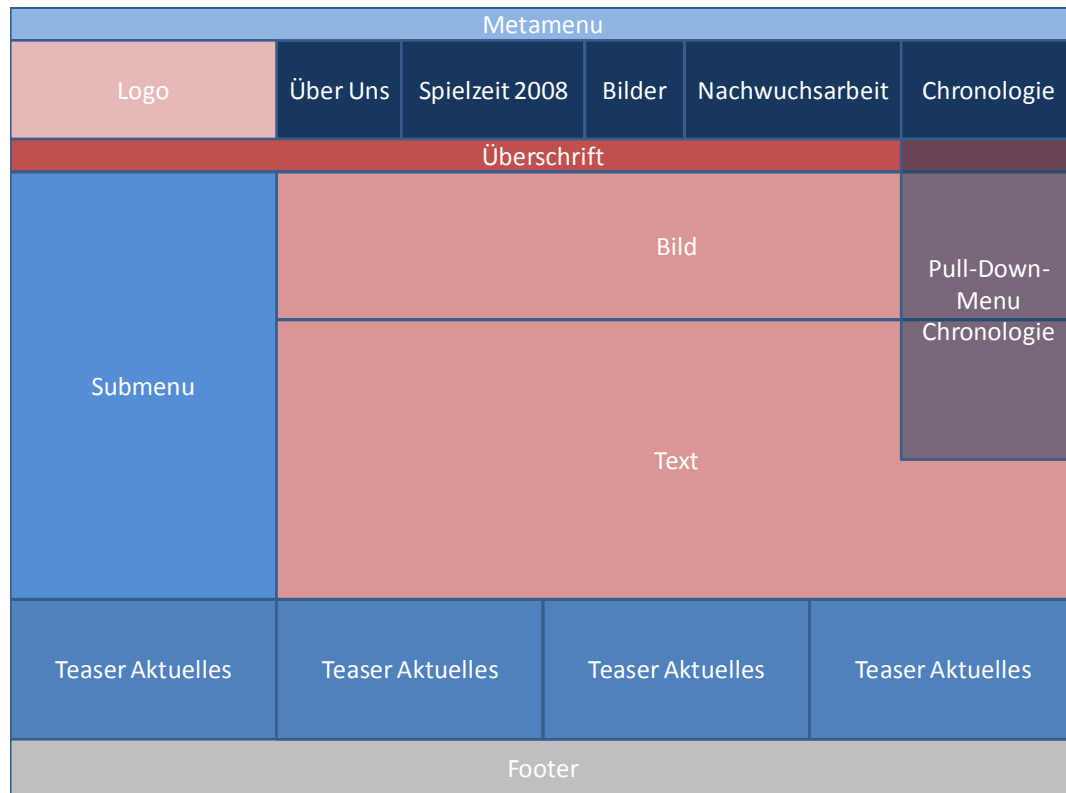 Metamenu
Logo
Über Uns
Spielzeit 2008
Bilder
Nachwuchsarbeit
Chronologie
Überschrift
Bild
Pull-Down-
Menu
Chronologie
Submenu
Text
Teaser Aktuelles
Teaser Aktuelles
Teaser Aktuelles
Teaser Aktuelles
Footer